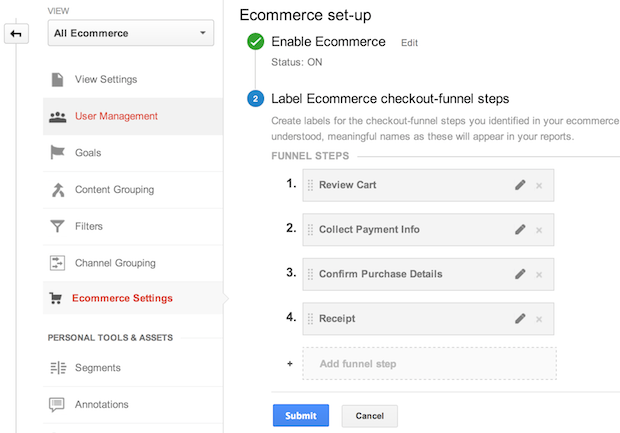 VIEW
All Ecommerce
View Settings
User Management
Goals
Content Grouping
Filters
Channel Grouping
Ecommerce Settings
PERSONAL TOOLS & ASSETS
Segments
Annotations
Ecommerce set-up
Enable Ecommerce Edit
Status: ON
2 Label Ecommerce checkout-funnel steps
Create labels for the checkout-funnel steps you identified in your ecommerce
understood, meaningful names as these will appear in your reports.
FUNNEL STEPS
1. Review Cart
2. Collect Payment Info
3. Confirm Purchase Details
4. Receipt
+ Add funnel step
Submit Cancel